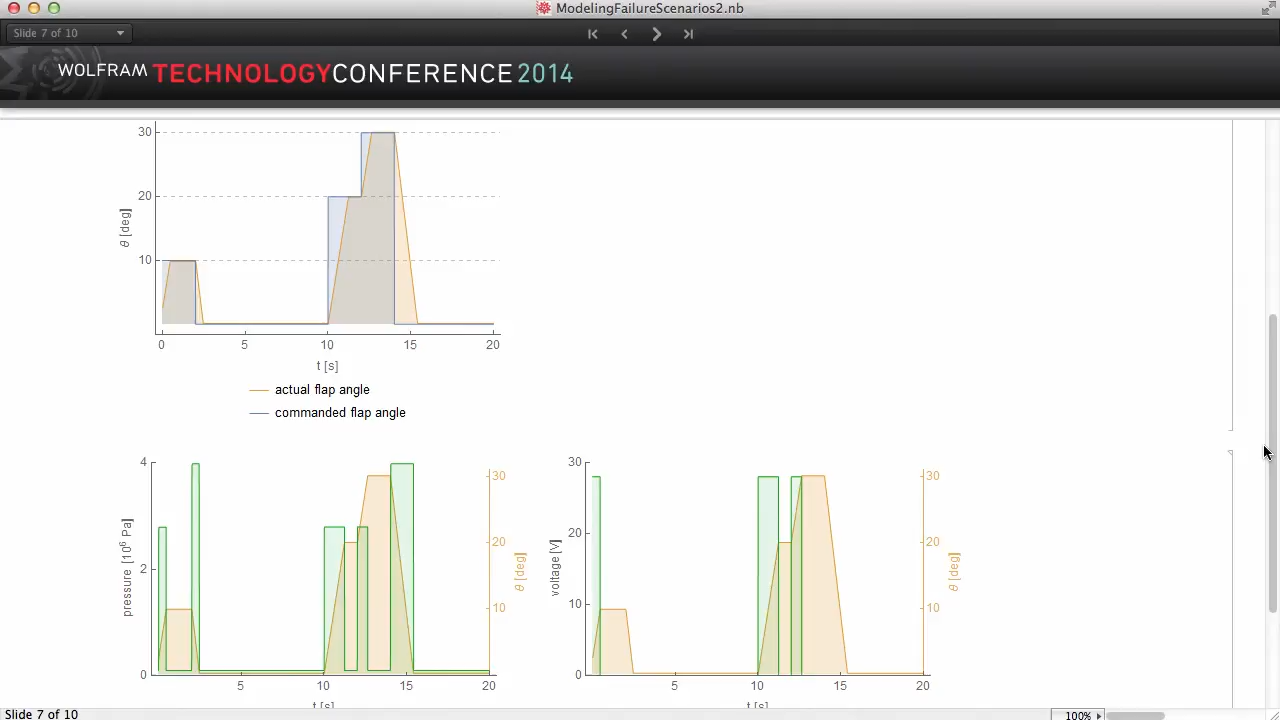 ModelingFailureScenarios2.nb
Slide 7 of 10
WOLFRAM TECHNOLOGYCONFERENCE 2014
30
20
10
θ [deg]
0 5 10 15 20
t [s]
actual flap angle
commanded flap angle
4
2
0
pressure [10⁶ Pa]
30
20
10
θ [deg]
5 10 15 20
t [s]
30
20
10
0
voltage [V]
30
20
10
θ [deg]
5 10 15 20
t [s]
Slide 7 of 10
100%